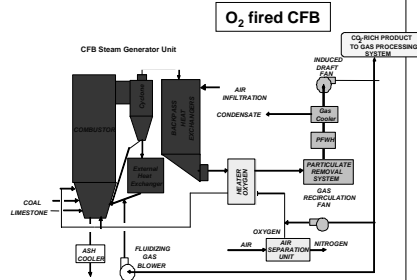 O2 fired CFB
CO2-RICH PRODUCT
TO GAS PROCESSING
SYSTEM
CFB Steam Generator Unit
INDUCED
DRAFT
FAN
Cyclone
COMBUSTOR
BACKPASS
HEAT
EXCHANGERS
AIR
INFILTRATION
CONDENSATE
Gas
Cooler
PFWH
External
Heat
Exchanger
HEATER
OXYGEN
PARTICULATE
REMOVAL
SYSTEM
GAS
RECIRCULATION
FAN
COAL
LIMESTONE
OXYGEN
ASH
COOLER
FLUIDIZING
GAS
BLOWER
AIR
AIR
SEPARATION
UNIT
NITROGEN